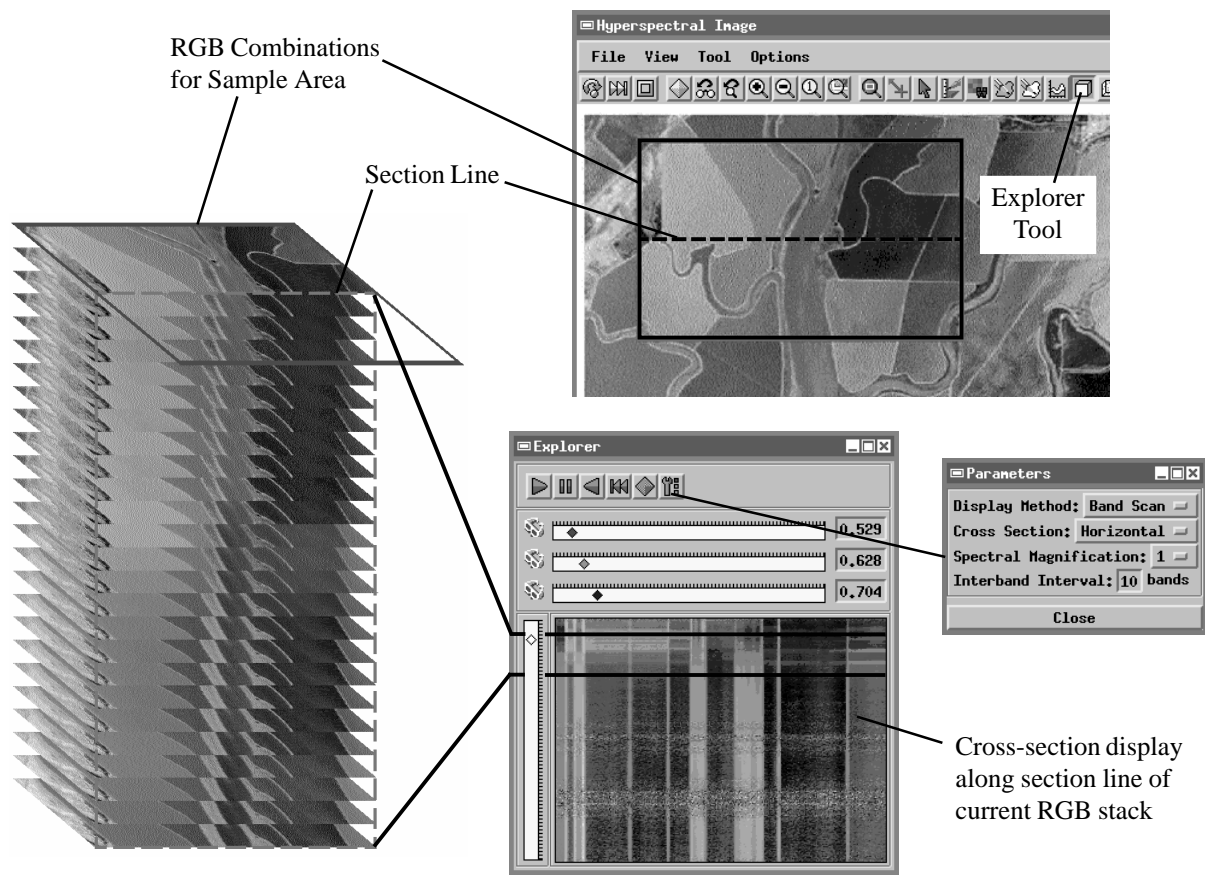 RGB Combinations
for Sample Area
Section Line
Hyperspectral Image
File View Tool Options
Explorer
Tool
Explorer
0.529
0.628
0.704
Parameters
Display Method: Band Scan
Cross Section: Horizontal
Spectral Magnification: 1
Interband Interval: 10 bands
Close
Cross-section display
along section line of
current RGB stack